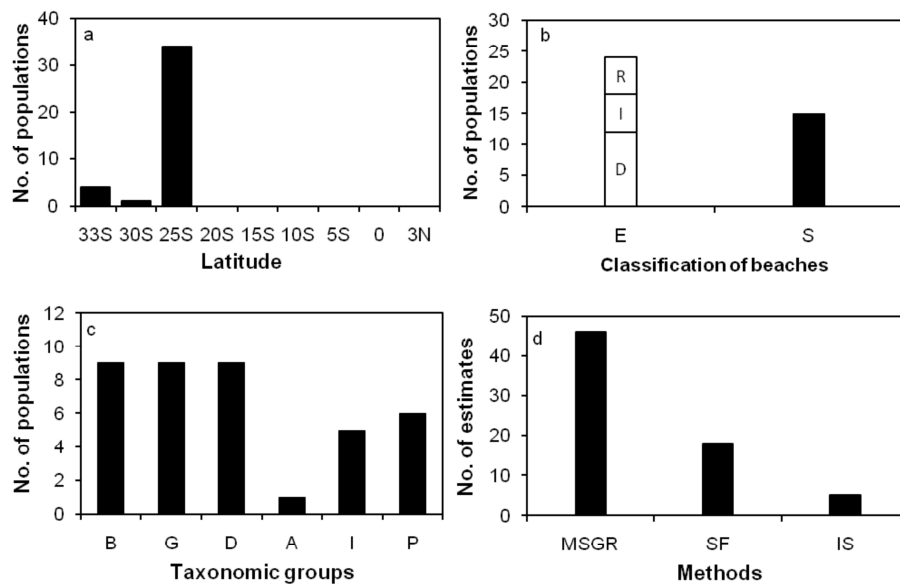 a
No. of populations
40
30
20
10
0
33S 30S 25S 20S 15S 10S 5S 0 3N
Latitude
b
No. of populations
30
25
20
15
10
5
0
R
I
D
E S
Classification of beaches
c
No. of populations
12
10
8
6
4
2
0
B G D A I P
Taxonomic groups
d
No. of estimates
50
40
30
20
10
0
MSGR SF IS
Methods